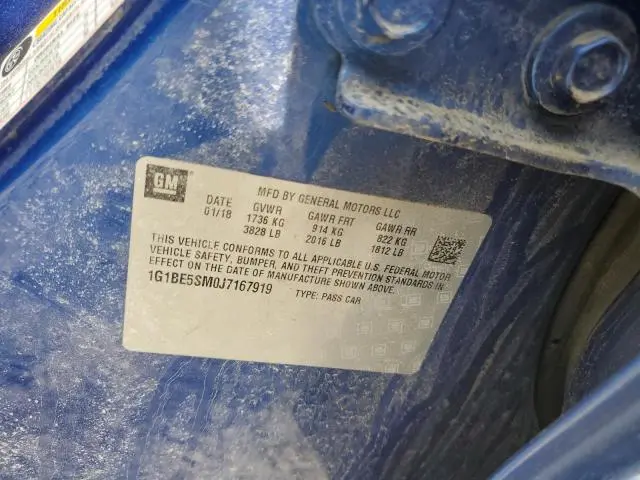 GM
MFD BY GENERAL MOTORS LLC
DATE GVWR GAWR FRT GAWR RR
01/18 1736 KG 914 KG 822 KG
3828 LB 2016 LB 1812 LB
THIS VEHICLE CONFORMS TO ALL APPLICABLE U.S. FEDERAL MOTOR
VEHICLE SAFETY, BUMPER, AND THEFT PREVENTION STANDARDS IN
EFFECT ON THE DATE OF MANUFACTURE SHOWN ABOVE.
1G1BE5SM0J7167919 TYPE: PASS CAR